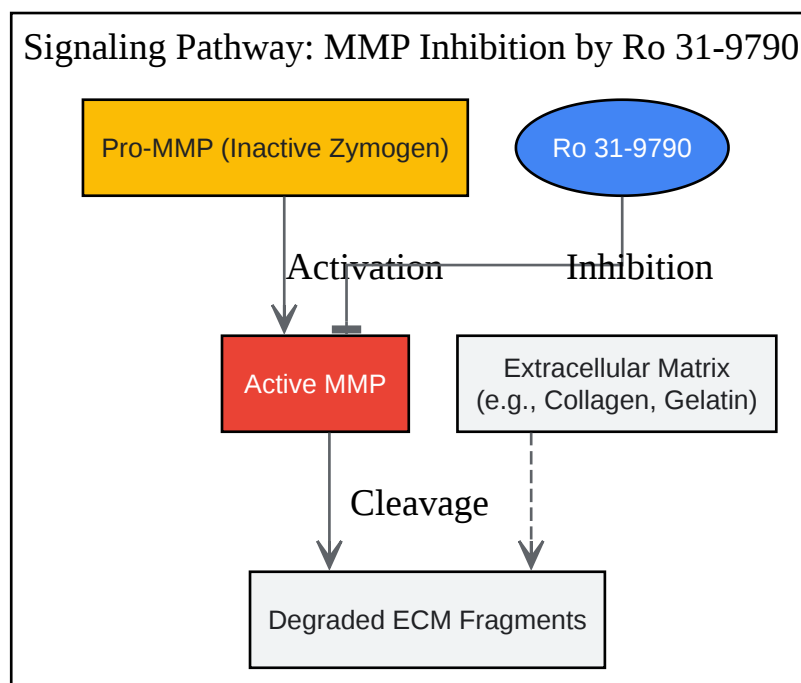 Signaling Pathway: MMP Inhibition by Ro 31-9790
Pro-MMP (Inactive Zymogen)
Ro 31-9790
Activation
Inhibition
Active MMP
Extracellular Matrix
(e.g., Collagen, Gelatin)
Cleavage
Degraded ECM Fragments